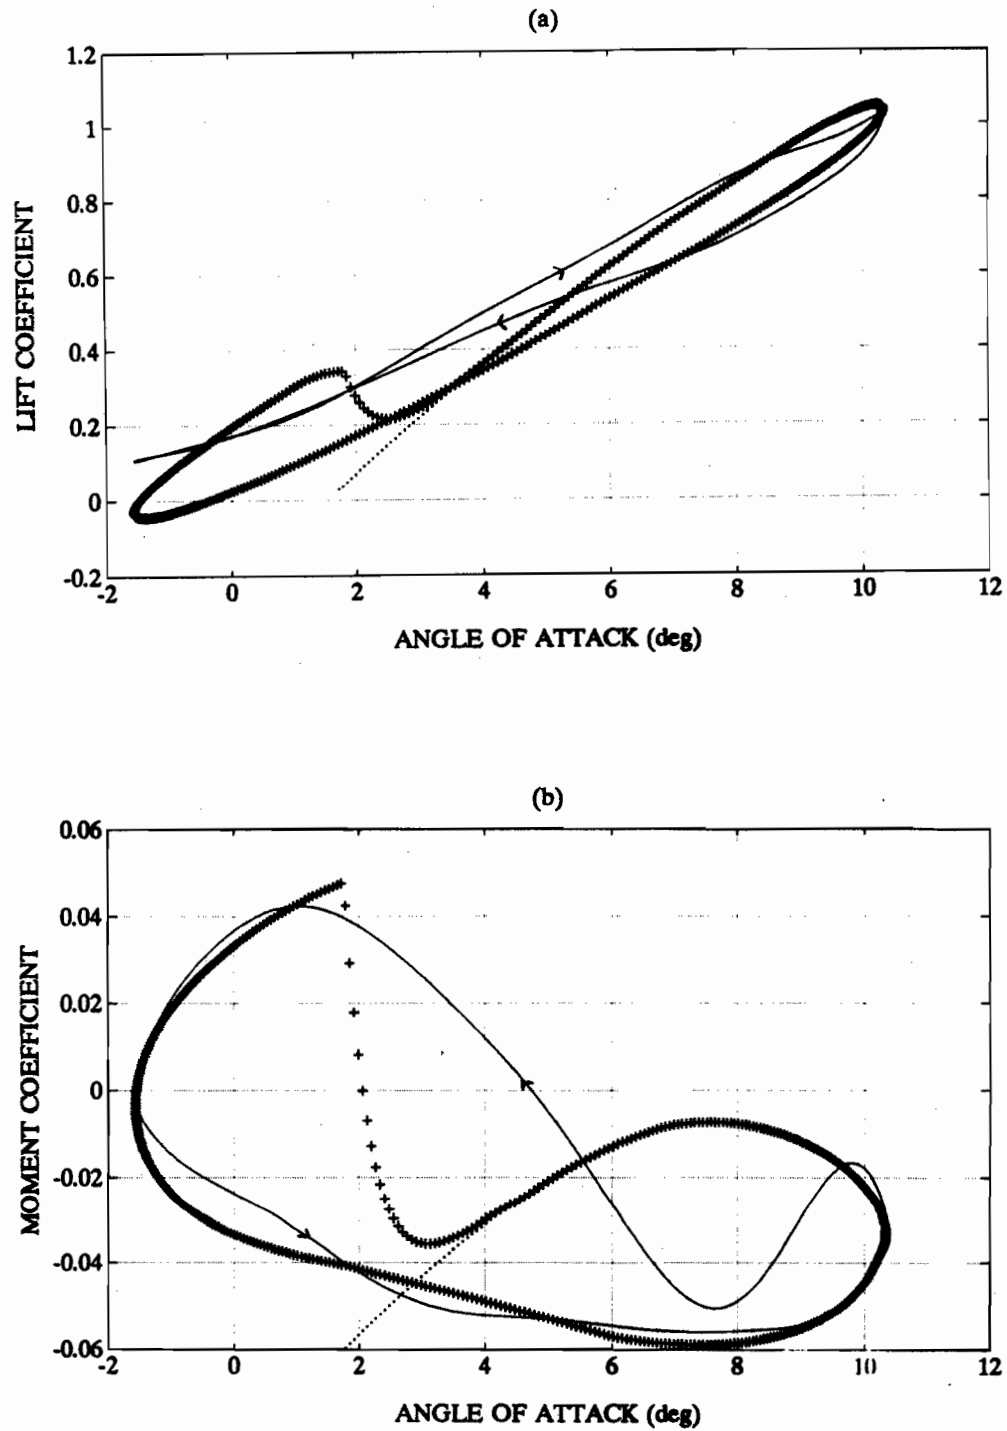 (a)
1.2
1
0.8
0.6
0.4
0.2
0
-0.2
LIFT COEFFICIENT
-2 0 2 4 6 8 10 12
ANGLE OF ATTACK (deg)
(b)
0.06
0.04
0.02
0
-0.02
-0.04
-0.06
MOMENT COEFFICIENT
-2 0 2 4 6 8 10 12
ANGLE OF ATTACK (deg)